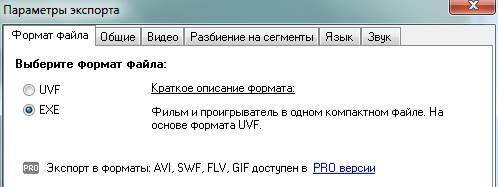 Параметры экспорта
Формат файла Общие Видео Разбиение на сегменты Язык Звук
Выберите формат файла:
UVF Краткое описание формата:
EXE Фильм и проигрыватель в одном компактном файле. На
основе формата UVF.
PRO Экспорт в форматы: AVI, SWF, FLV, GIF доступен в PRO версии